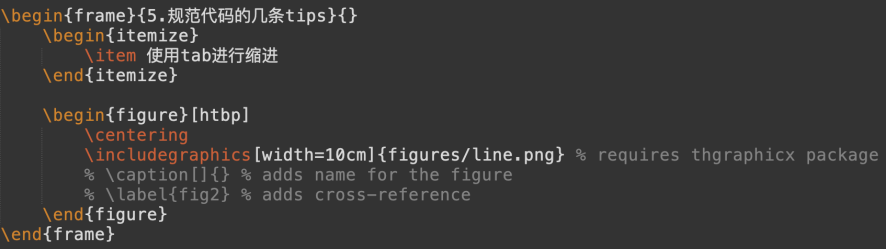 \begin{frame}{5.规范代码的几条tips}{}
\begin{itemize}
\item 使用tab进行缩进
\end{itemize}
\begin{figure}[htbp]
\centering
\includegraphics[width=10cm]{figures/line.png} % requires thgraphicx package
% \caption[]{} % adds name for the figure
% \label{fig2} % adds cross-reference
\end{figure}
\end{frame}